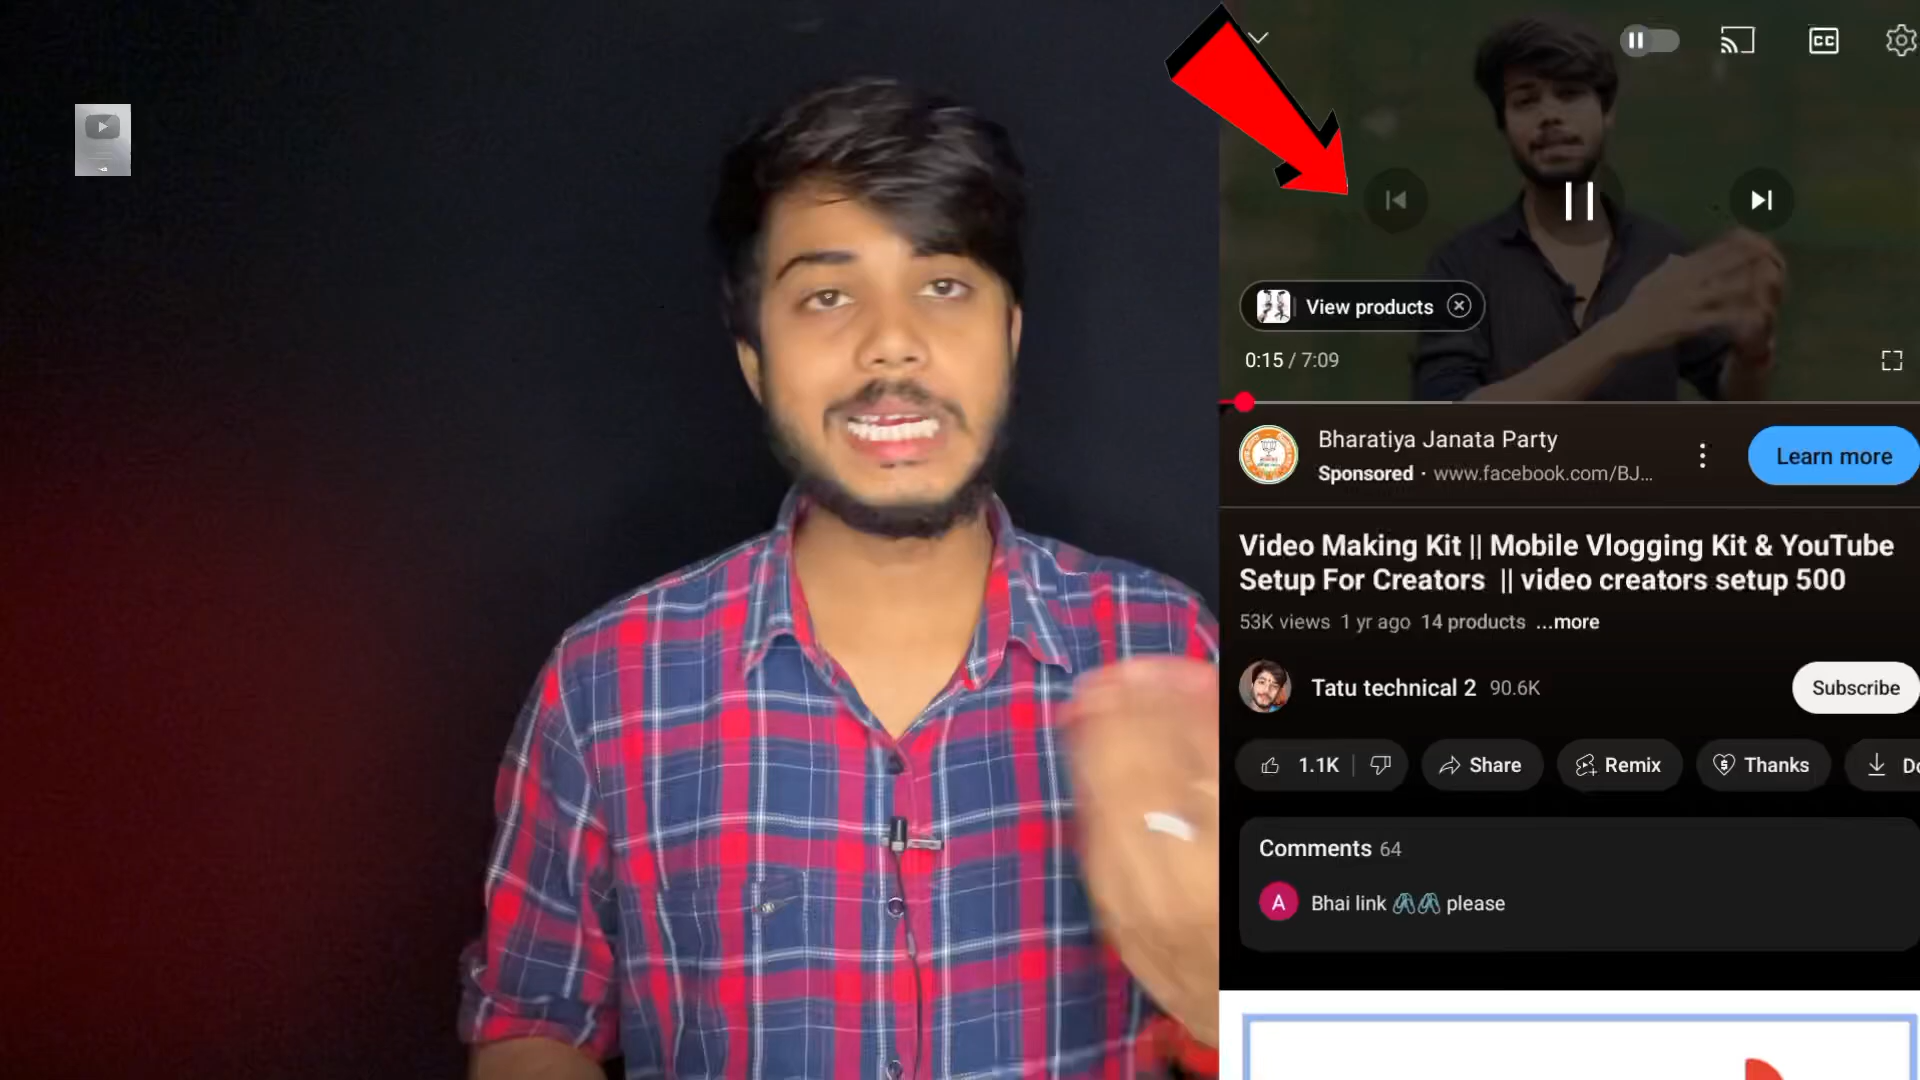 CC
View products
0:15 / 7:09
Bharatiya Janata Party
Sponsored · www.facebook.com/BJ...
Learn more
Video Making Kit || Mobile Vlogging Kit & YouTube
Setup For Creators || video creators setup 500
53K views 1 yr ago 14 products ...more
Tatu technical 2 90.6K
Subscribe
1.1K
Share
Remix
Thanks
Do
Comments 64
A
Bhai link 🩴🩴 please